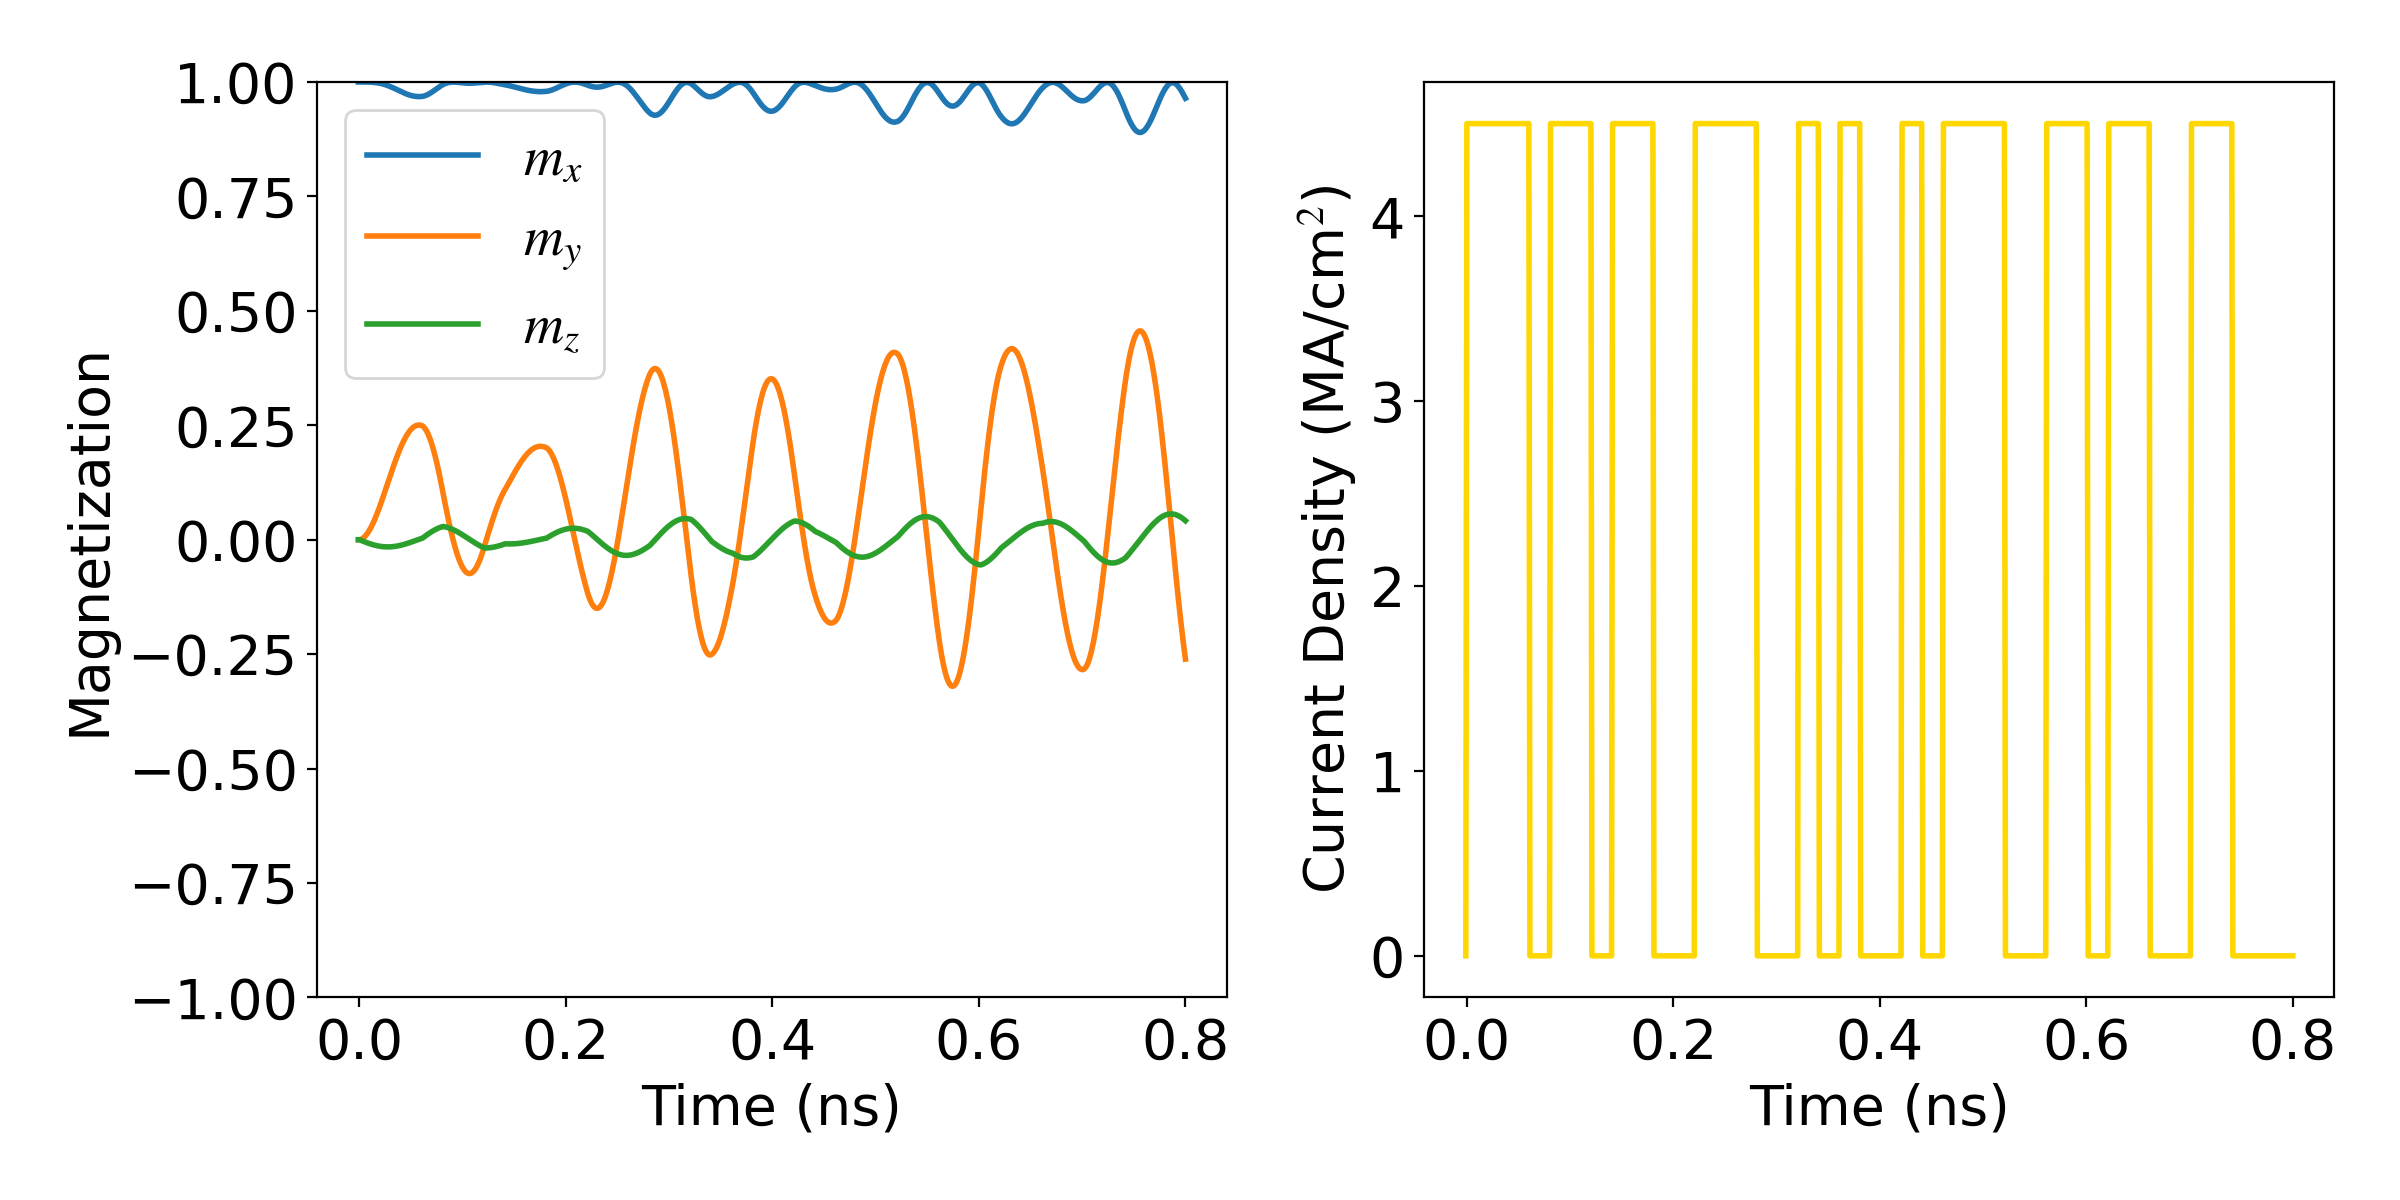 1.00
0.75
0.50
0.25
0.00
−0.25
−0.50
−0.75
−1.00
Magnetization
m_x
m_y
m_z
0.0 0.2 0.4 0.6 0.8
Time (ns)
4
3
2
1
0
Current Density (MA/cm²)
0.0 0.2 0.4 0.6 0.8
Time (ns)